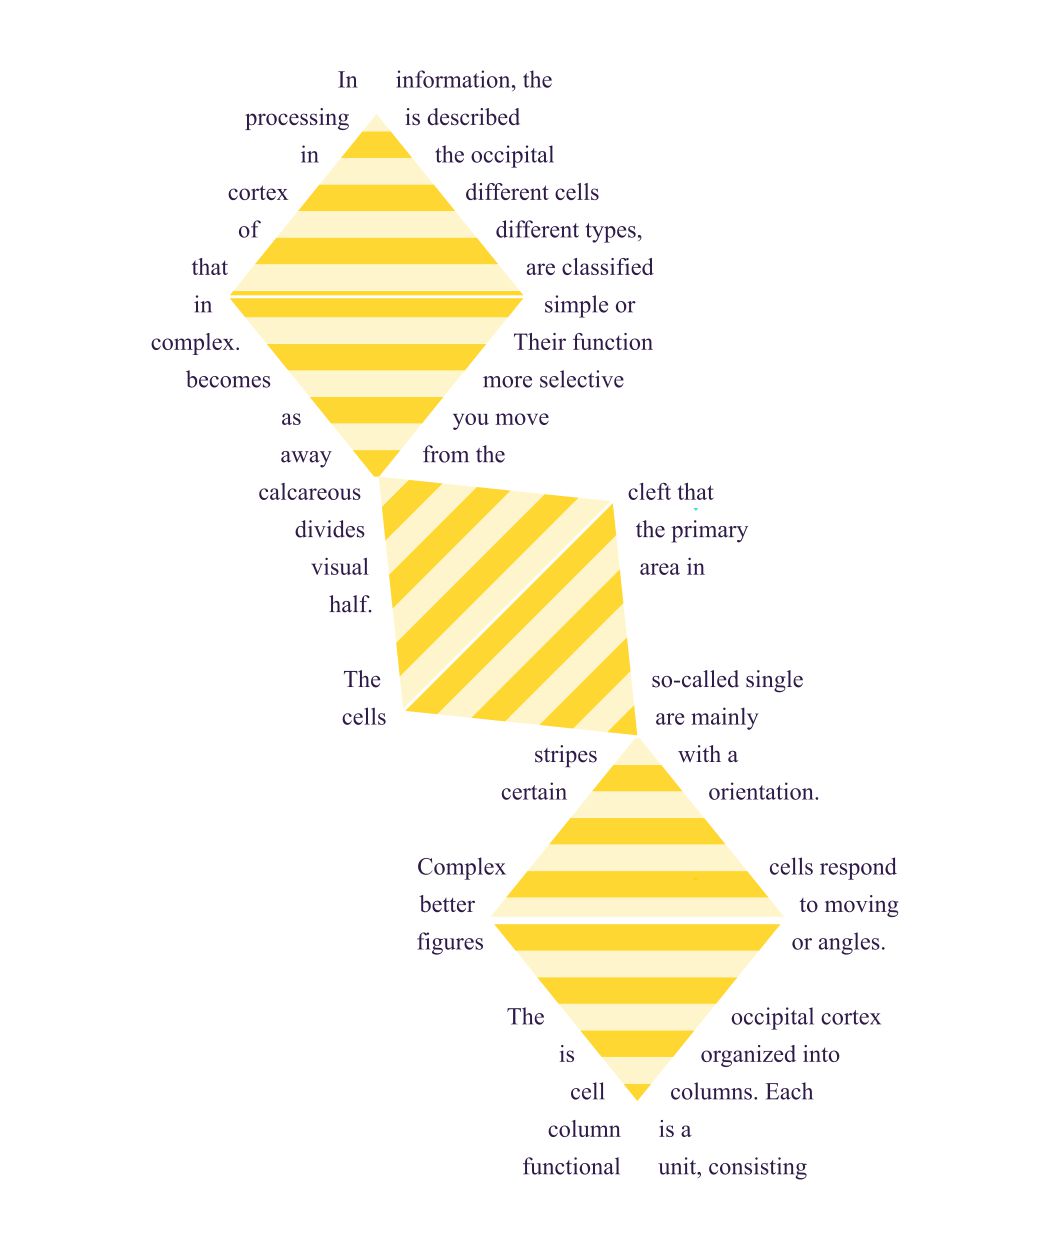 In information, the
processing is described
in the occipital
cortex different cells
of different types,
that are classified
in simple or
complex. Their function
becomes more selective
as you move
away from the
calcareous cleft that
divides the primary
visual area in
half.
The so-called single
cells are mainly
stripes with a
certain orientation.
Complex cells respond
better to moving
figures or angles.
The occipital cortex
is organized into
cell columns. Each
column is a
functional unit, consisting